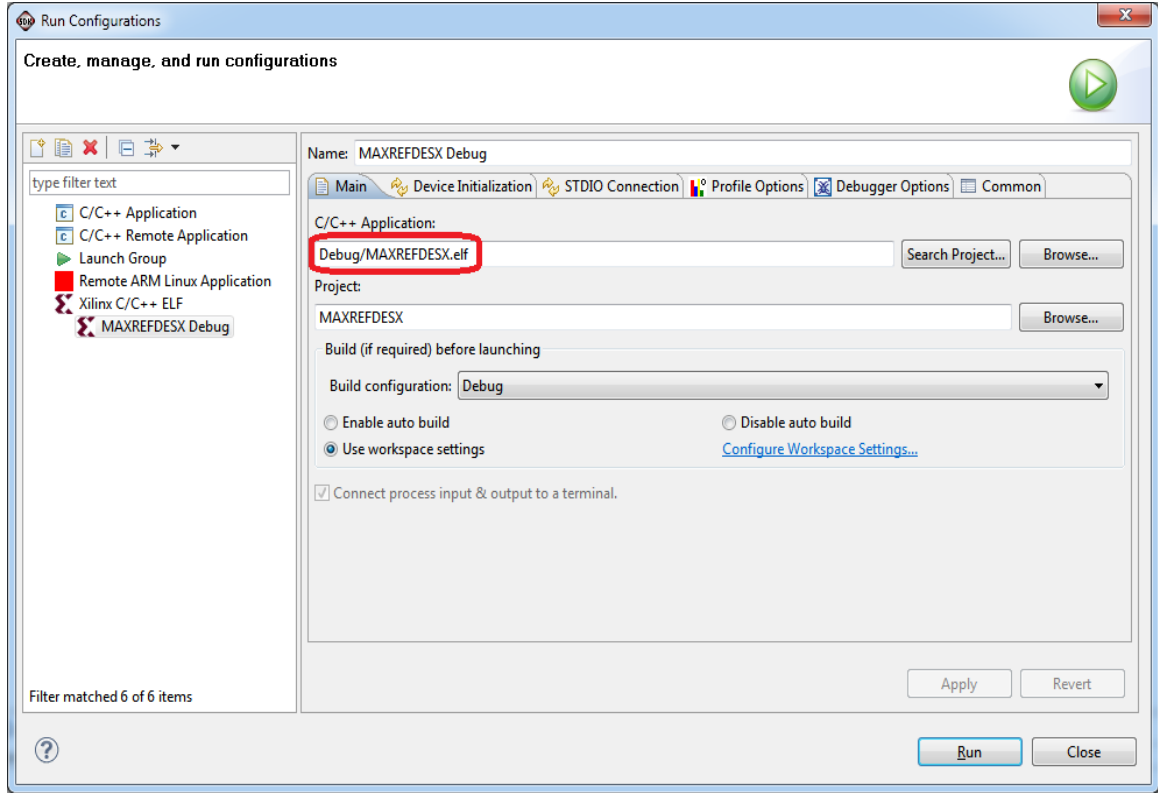 SDK Run Configurations
X
Create, manage, and run configurations
type filter text
C/C++ Application
C/C++ Remote Application
Launch Group
Remote ARM Linux Application
Xilinx C/C++ ELF
MAXREFDESX Debug
Filter matched 6 of 6 items
Name: MAXREFDESX Debug
Main Device Initialization STDIO Connection Profile Options Debugger Options Common
C/C++ Application:
Debug/MAXREFDESX.elf Search Project... Browse...
Project:
MAXREFDESX Browse...
Build (if required) before launching
Build configuration: Debug
Enable auto build Disable auto build
Use workspace settings Configure Workspace Settings...
Connect process input & output to a terminal.
Apply Revert
? Run Close